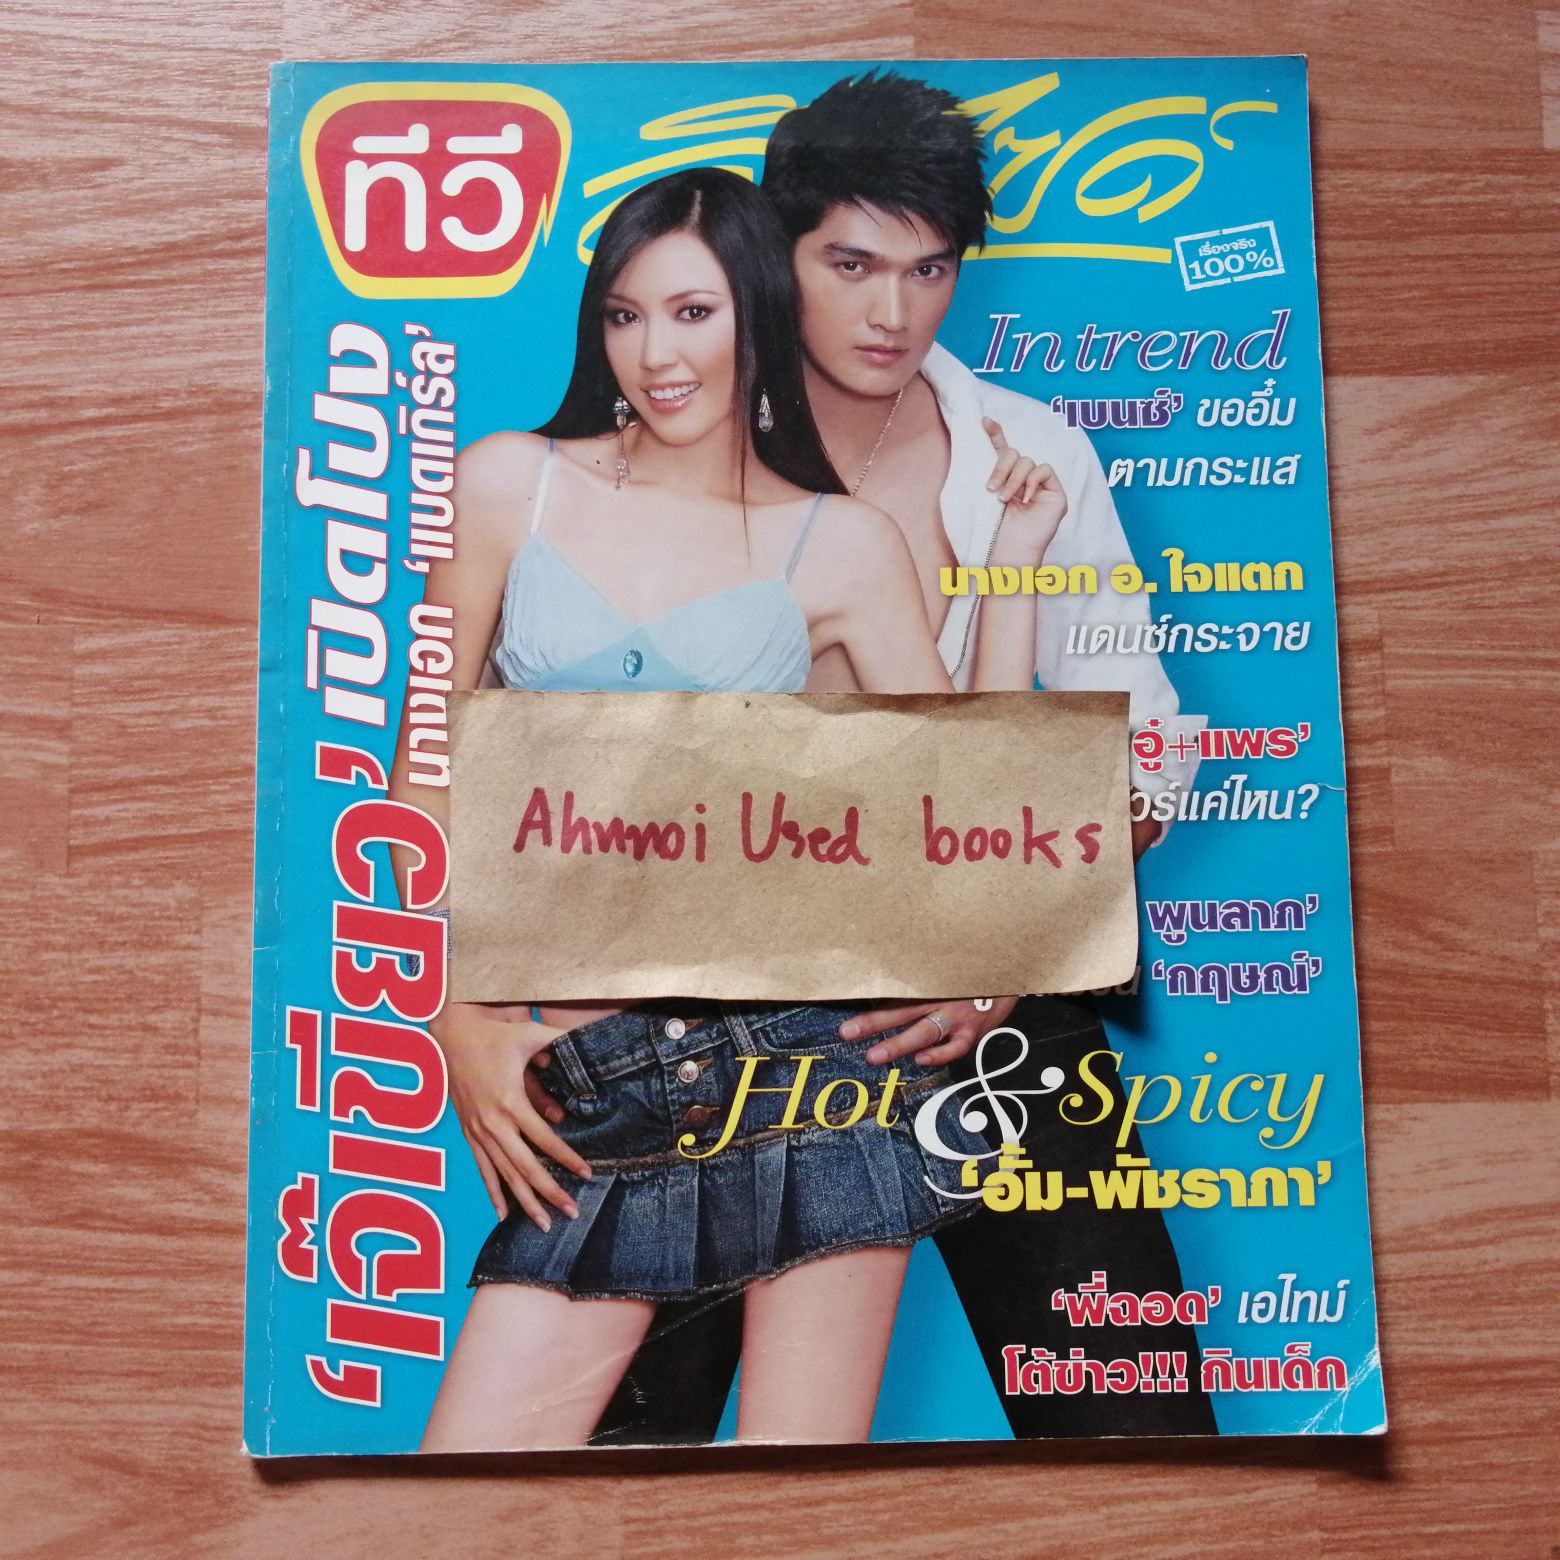 ทีวี
เรื่องจริง
100%
In trend
'เบนซ์' ขออึ๋ม
ตามกระแส
นางเอก อ. ใจแตก
แดนซ์กระจาย
อู๋+แพร'
วร์แค่ไหน?
พูนลาภ'
'กฤษณ์'
Hot & Spicy
'อั้ม-พัชราภา'
'พี่ฉอด' เอไทม์
โต้ข่าว!!! กินเด็ก
'เจ๊เบียว' เปิดโปง
นางเอก 'แบดเกิร์ล'
Ahnnoi Used books